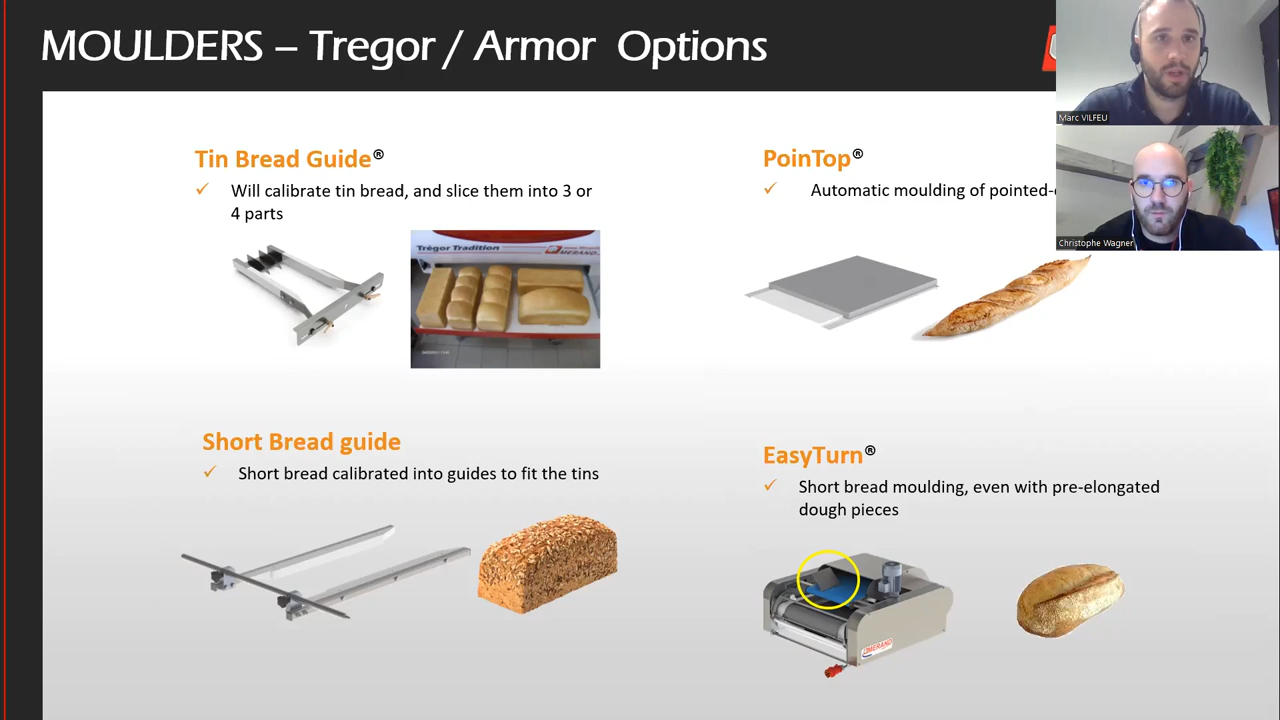 MOULDERS – Tregor / Armor Options
Marc VILFEU
Christophe Wagner
Tin Bread Guide®
✓ Will calibrate tin bread, and slice them into 3 or
4 parts
Trégor Tradition
MERAND
PoinTop®
✓ Automatic moulding of pointed-
Short Bread guide
✓ Short bread calibrated into guides to fit the tins
EasyTurn®
✓ Short bread moulding, even with pre-elongated
dough pieces
MERAND